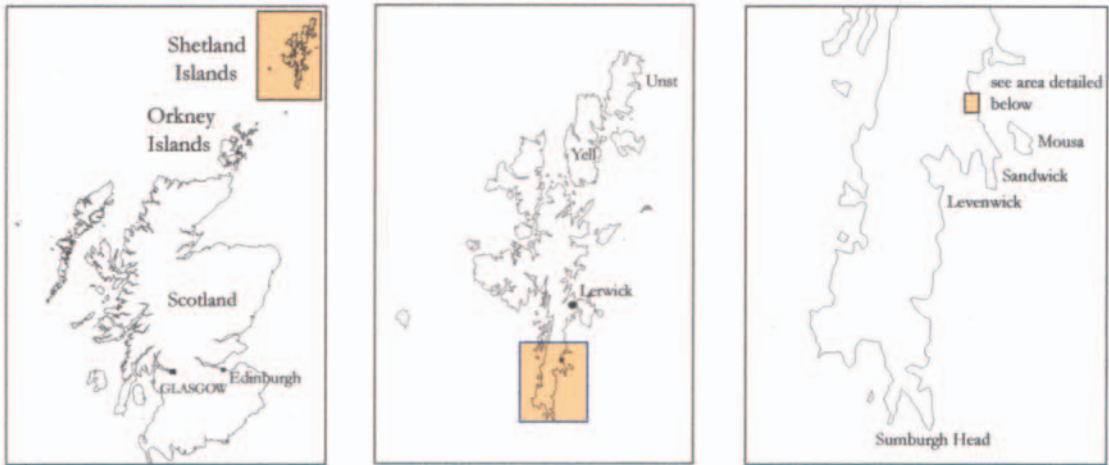 Shetland
Islands
Orkney
Islands
Scotland
GLASGOW
Edinburgh
Unst
Yell
Lerwick
see area detailed
below
Mousa
Sandwick
Levenwick
Sumburgh Head